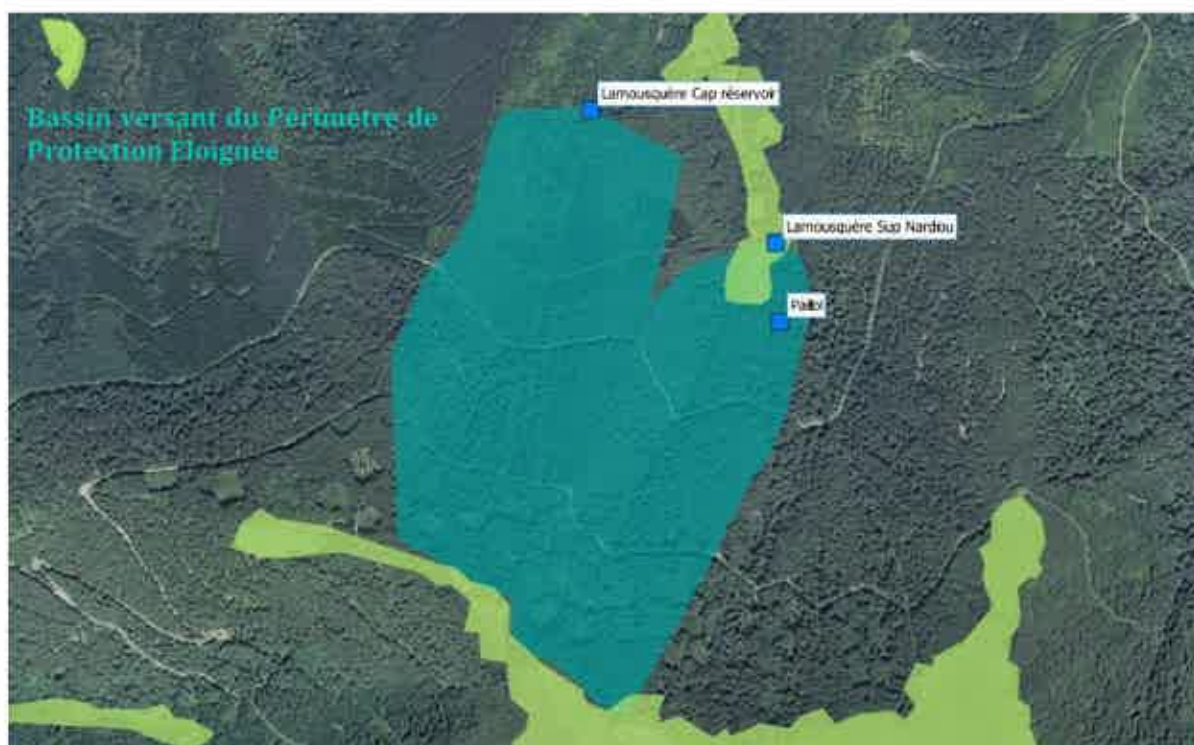 Lamousquère Cap réservoir
Bassin versant du Périmètre de
Protection Eloignée
Lamousquère Sup Nardou